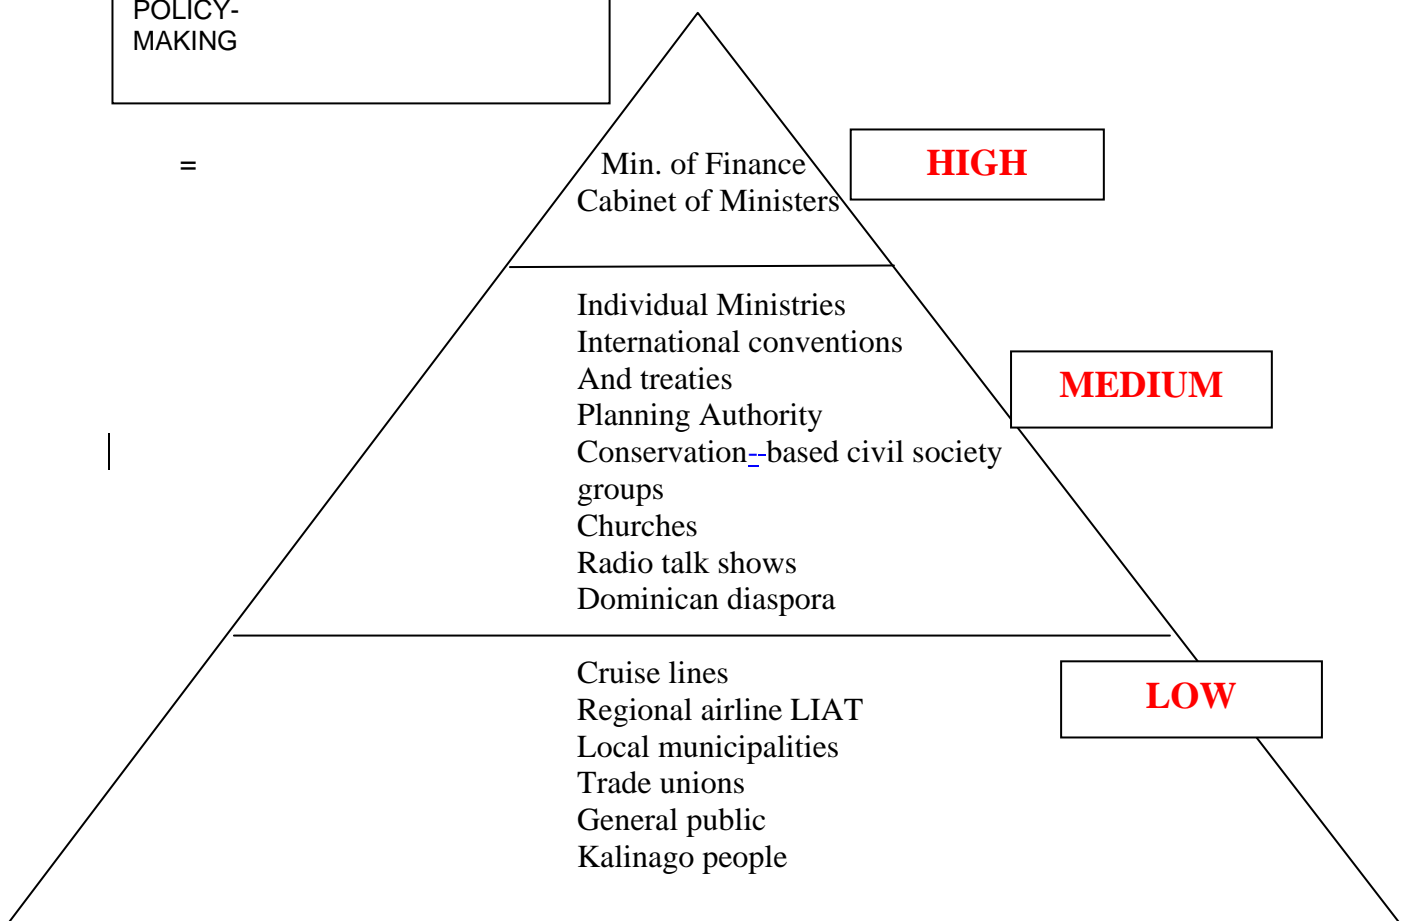 POLICY-
MAKING
=
Min. of Finance
Cabinet of Ministers
HIGH
Individual Ministries
International conventions
And treaties
Planning Authority
Conservation--based civil society
groups
Churches
Radio talk shows
Dominican diaspora
MEDIUM
Cruise lines
Regional airline LIAT
Local municipalities
Trade unions
General public
Kalinago people
LOW